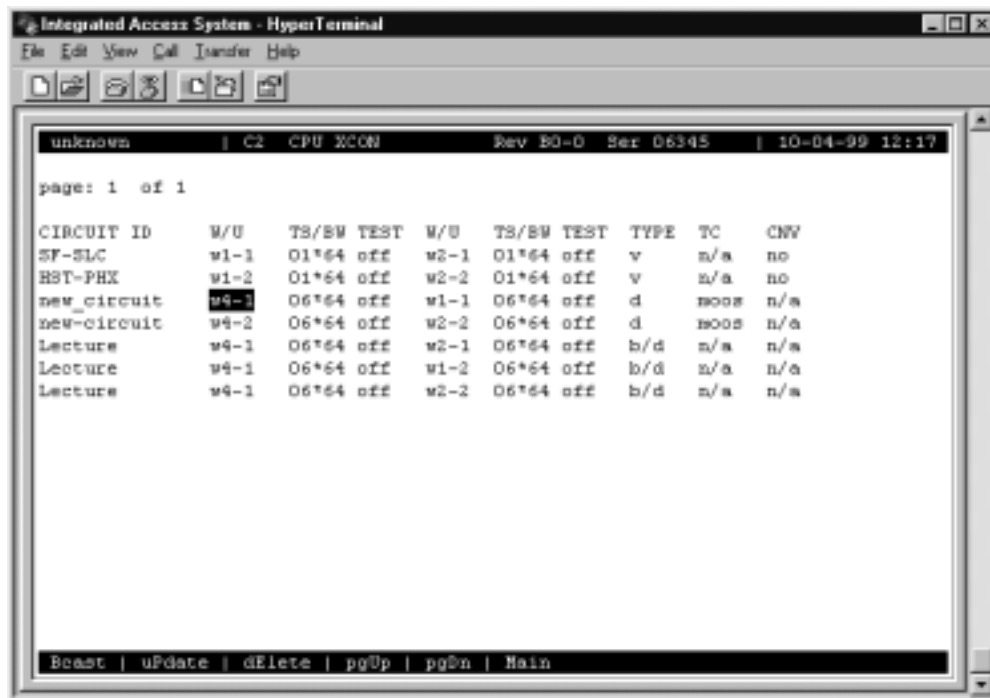 Integrated Access System - HyperTerminal
File Edit View Call Transfer Help
unknown | C2 CPU XCON Rev B0-0 Ser 06345 | 10-04-99 12:17
page: 1 of 1
CIRCUIT ID W/U TS/BW TEST W/U TS/BW TEST TYPE TC CNV
SF-SLC w1-1 01*64 off w2-1 01*64 off v n/a no
HST-PHX w1-2 01*64 off w2-2 01*64 off v n/a no
new_circuit w4-1 06*64 off w1-1 06*64 off d moos n/a
new-circuit w4-2 06*64 off w2-2 06*64 off d moos n/a
Lecture w4-1 06*64 off w2-1 06*64 off b/d n/a n/a
Lecture w4-1 06*64 off w1-2 06*64 off b/d n/a n/a
Lecture w4-1 06*64 off w2-2 06*64 off b/d n/a n/a
Bcast | uPdate | dElete | pgUp | pgDn | Main